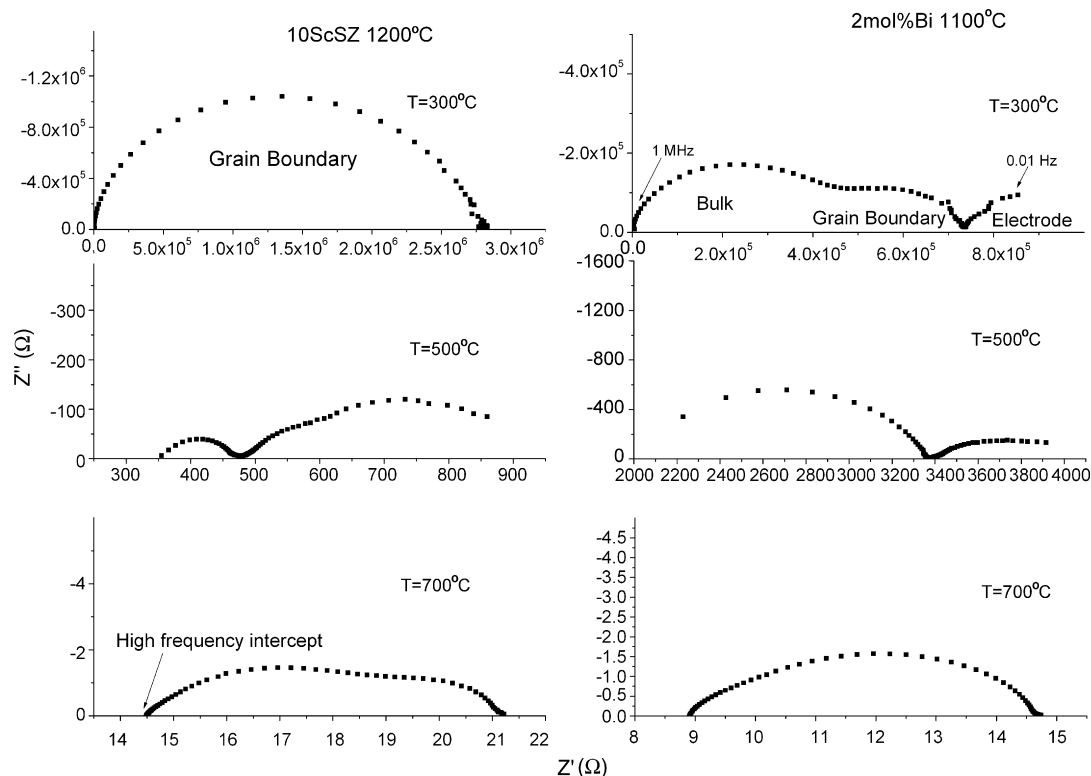 10ScSZ 1200ºC
-1.2x10⁶
-8.0x10⁵
-4.0x10⁵
0.0
T=300ºC
Grain Boundary
0.0 5.0x10⁵ 1.0x10⁶ 1.5x10⁶ 2.0x10⁶ 2.5x10⁶ 3.0x10⁶
2mol%Bi 1100ºC
-4.0x10⁵
-2.0x10⁵
0.0
T=300ºC
1 MHz
0.01 Hz
Bulk
Grain Boundary
Electrode
0.0 2.0x10⁵ 4.0x10⁵ 6.0x10⁵ 8.0x10⁵
Z'' (Ω)
-300
-200
-100
0
T=500ºC
300 400 500 600 700 800 900
-1600
-1200
-800
-400
0
T=500ºC
2000 2200 2400 2600 2800 3000 3200 3400 3600 3800 4000
-4
-2
0
T=700ºC
High frequency intercept
14 15 16 17 18 19 20 21 22
-4.5
-4.0
-3.5
-3.0
-2.5
-2.0
-1.5
-1.0
-0.5
0.0
T=700ºC
8 9 10 11 12 13 14 15
Z' (Ω)